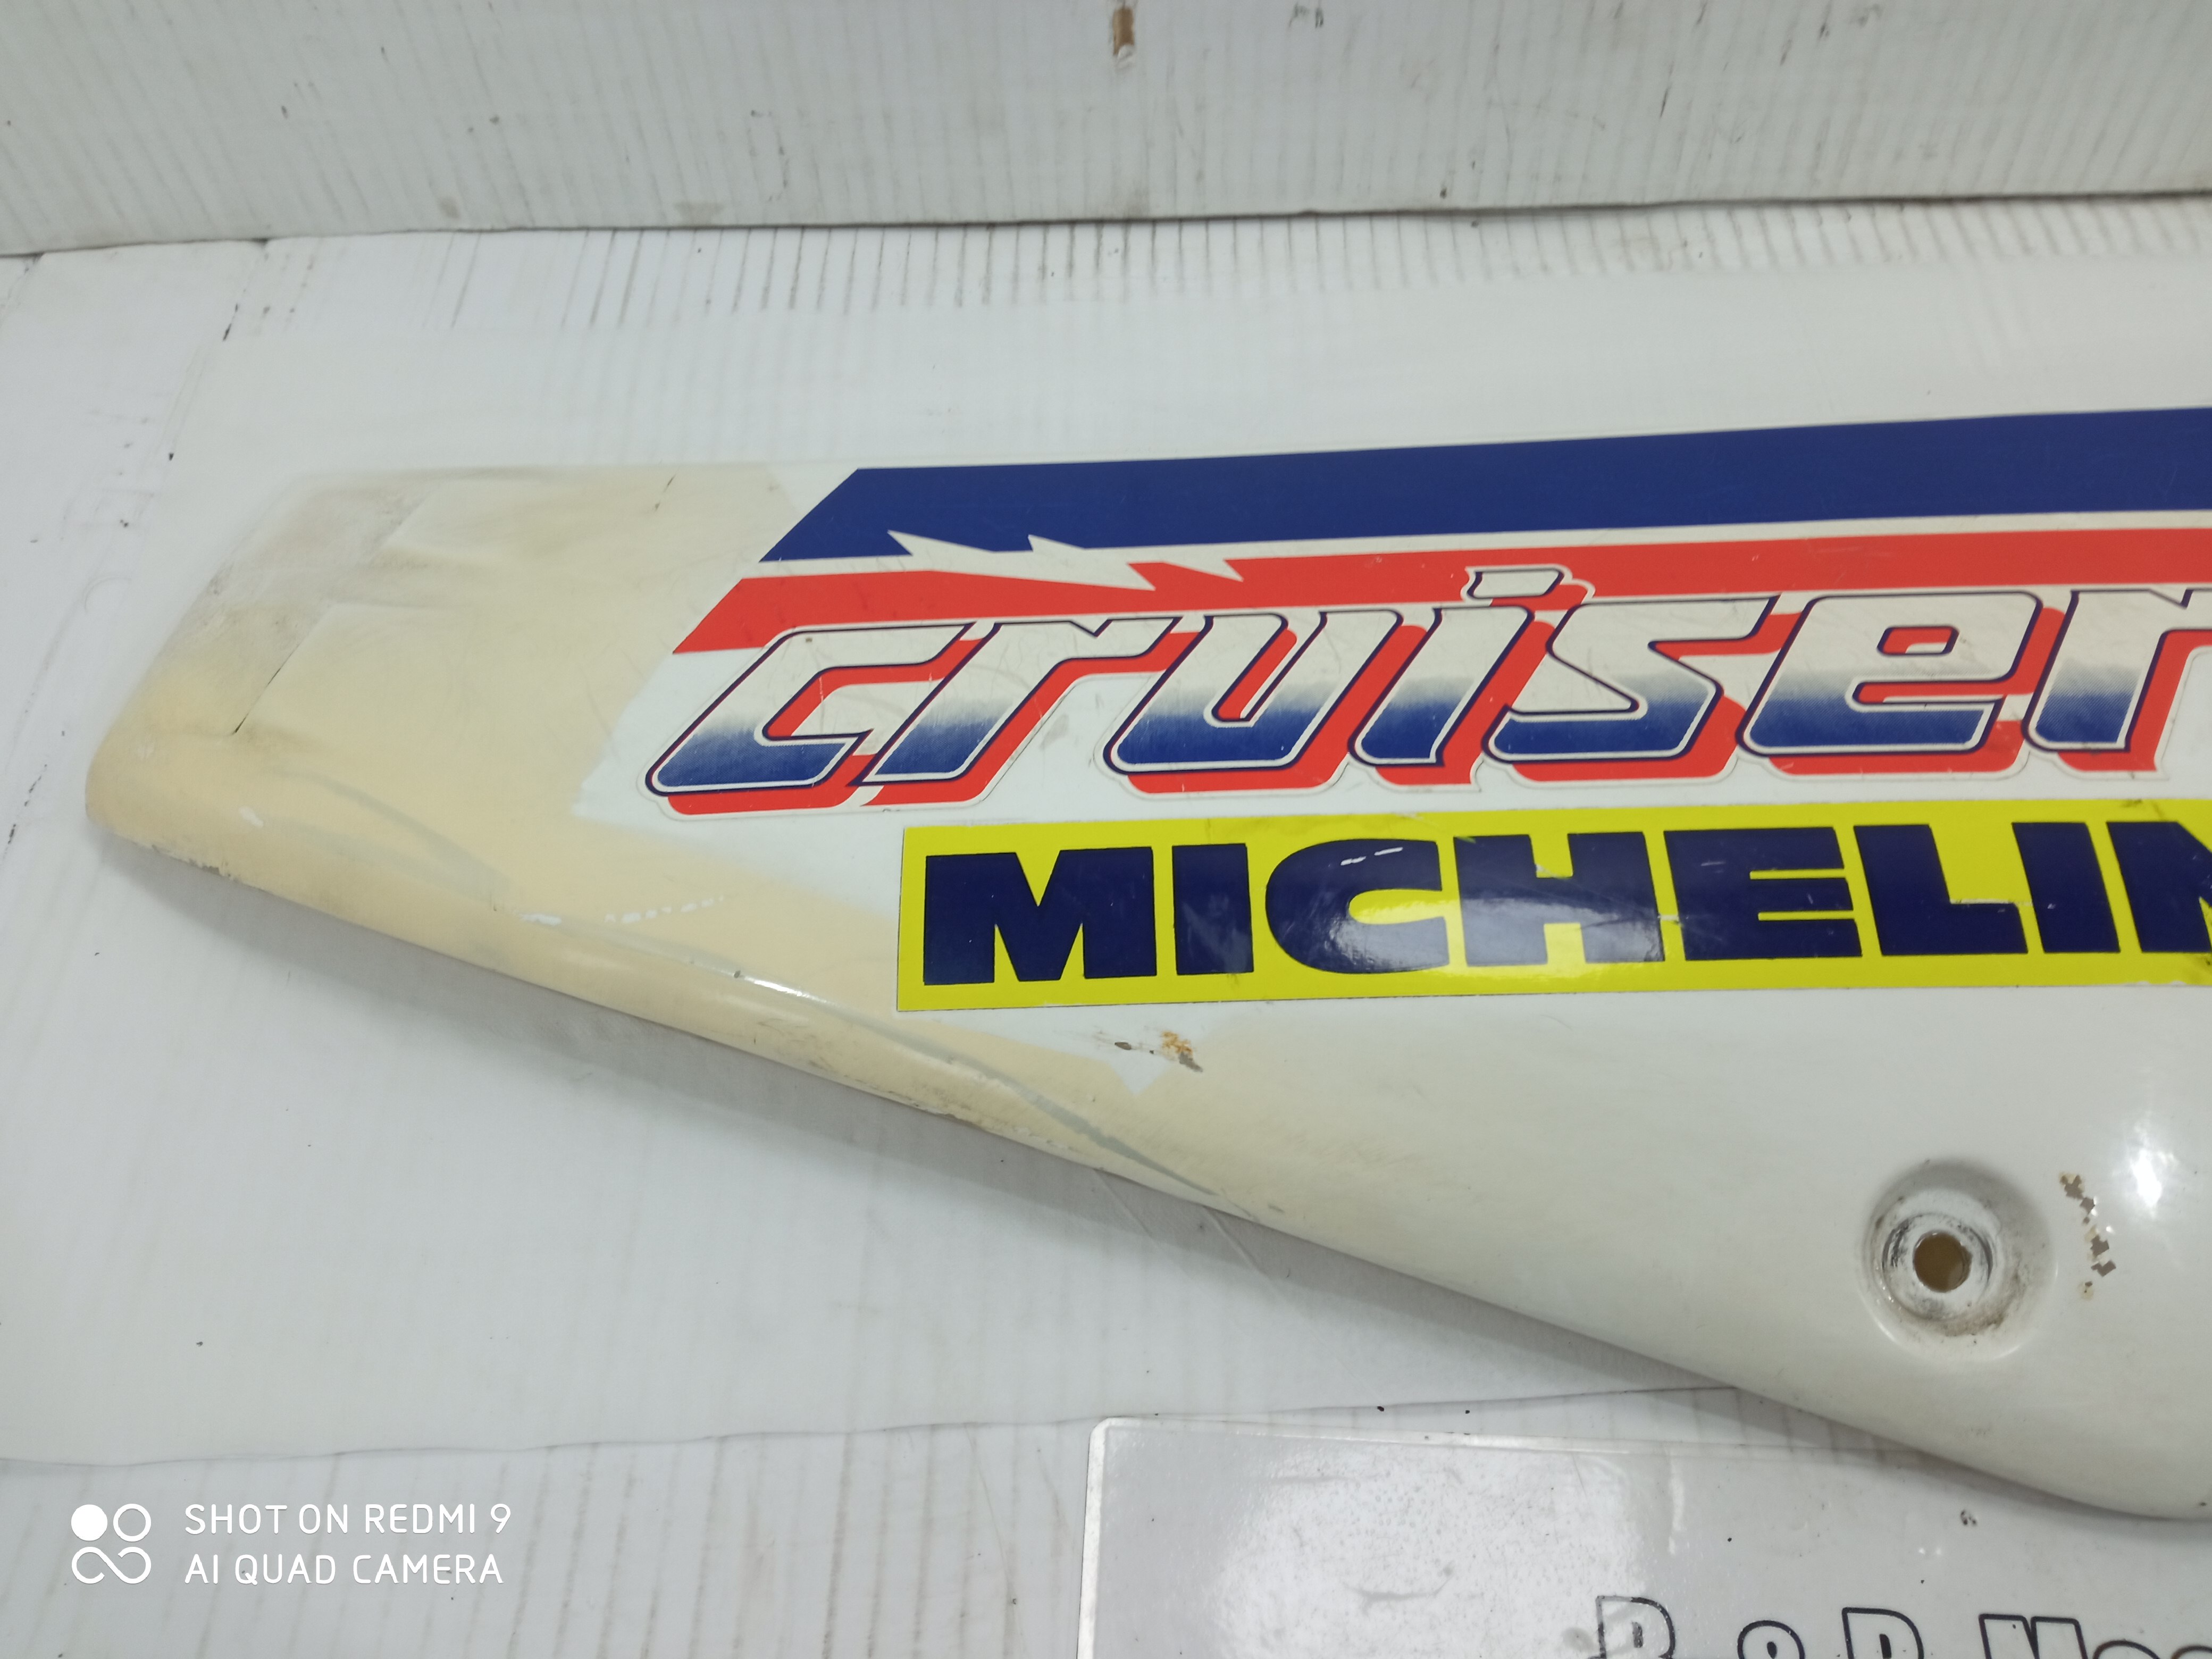 cruiser
MICHELIN
SHOT ON REDMI 9
AI QUAD CAMERA